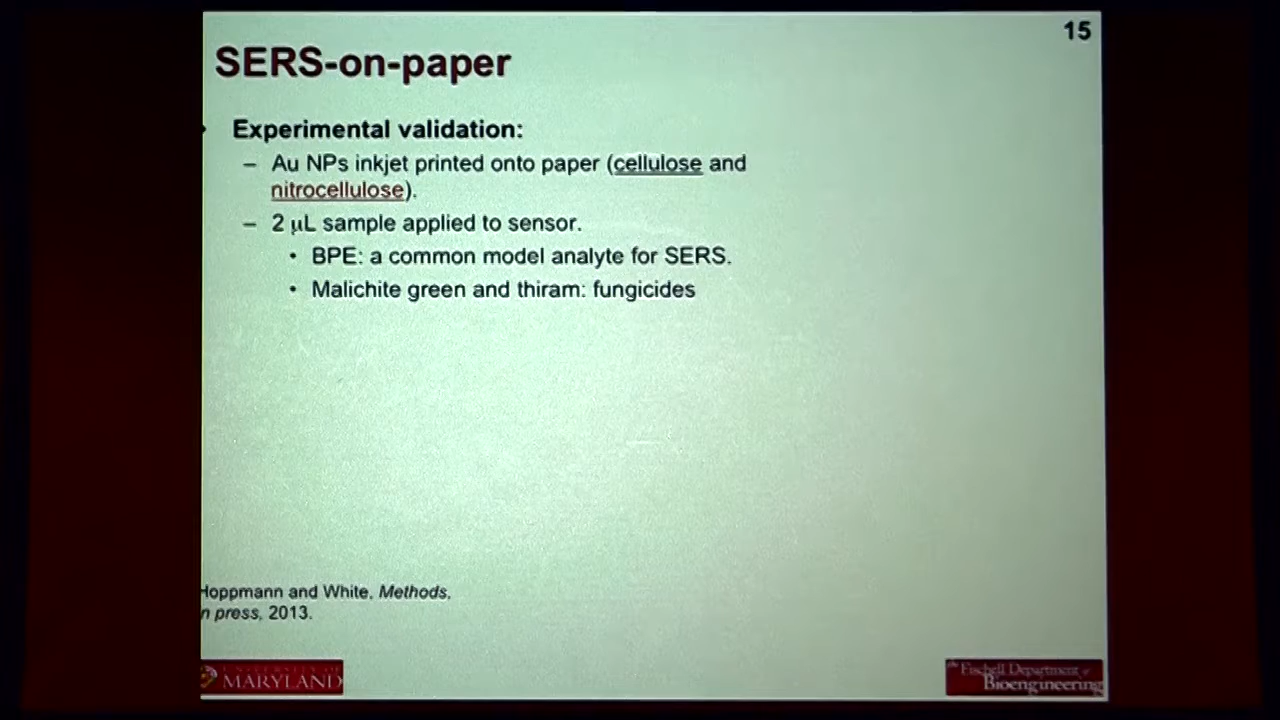 15
SERS-on-paper
Experimental validation:
– Au NPs inkjet printed onto paper (cellulose and
nitrocellulose).
– 2 μL sample applied to sensor.
• BPE: a common model analyte for SERS.
• Malichite green and thiram: fungicides
Hoppmann and White, Methods,
n press, 2013.
UNIVERSITY OF
MARYLAND
the Fischell Department of
Bioengineering